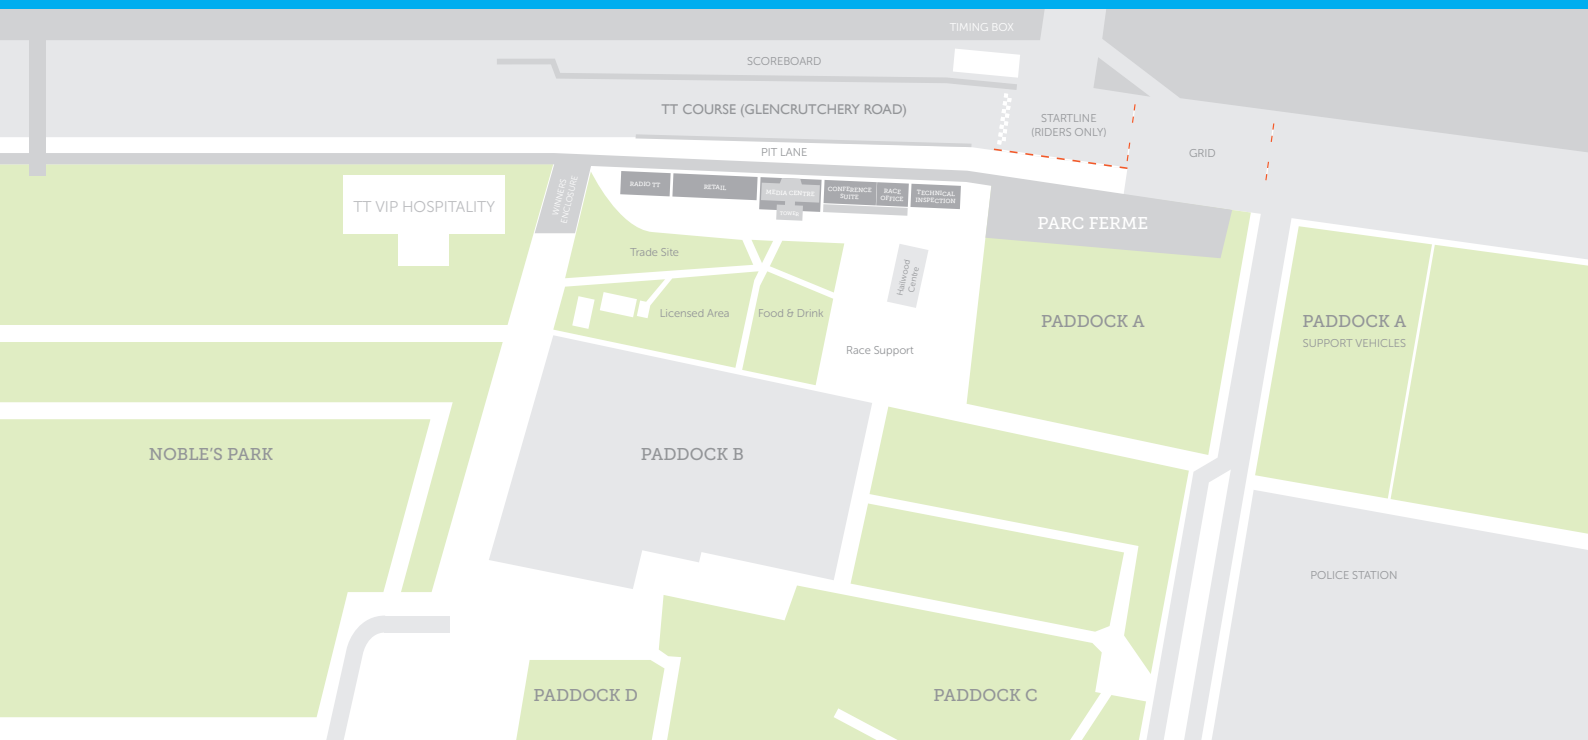 TIMING BOX
SCOREBOARD
TT COURSE (GLENCRUTCHERY ROAD)
STARTLINE
(RIDERS ONLY)
PIT LANE
GRID
WINNERS
ENCLOSURE
RADIO TT
RETAIL
MEDIA CENTRE
TOWER
CONFERENCE
SUITE
RACE
OFFICE
TECHNICAL
INSPECTION
TT VIP HOSPITALITY
PARC FERME
Trade Site
Hailwood
Centre
Licensed Area
Food & Drink
Race Support
PADDOCK A
PADDOCK A
SUPPORT VEHICLES
NOBLE'S PARK
PADDOCK B
POLICE STATION
PADDOCK D
PADDOCK C